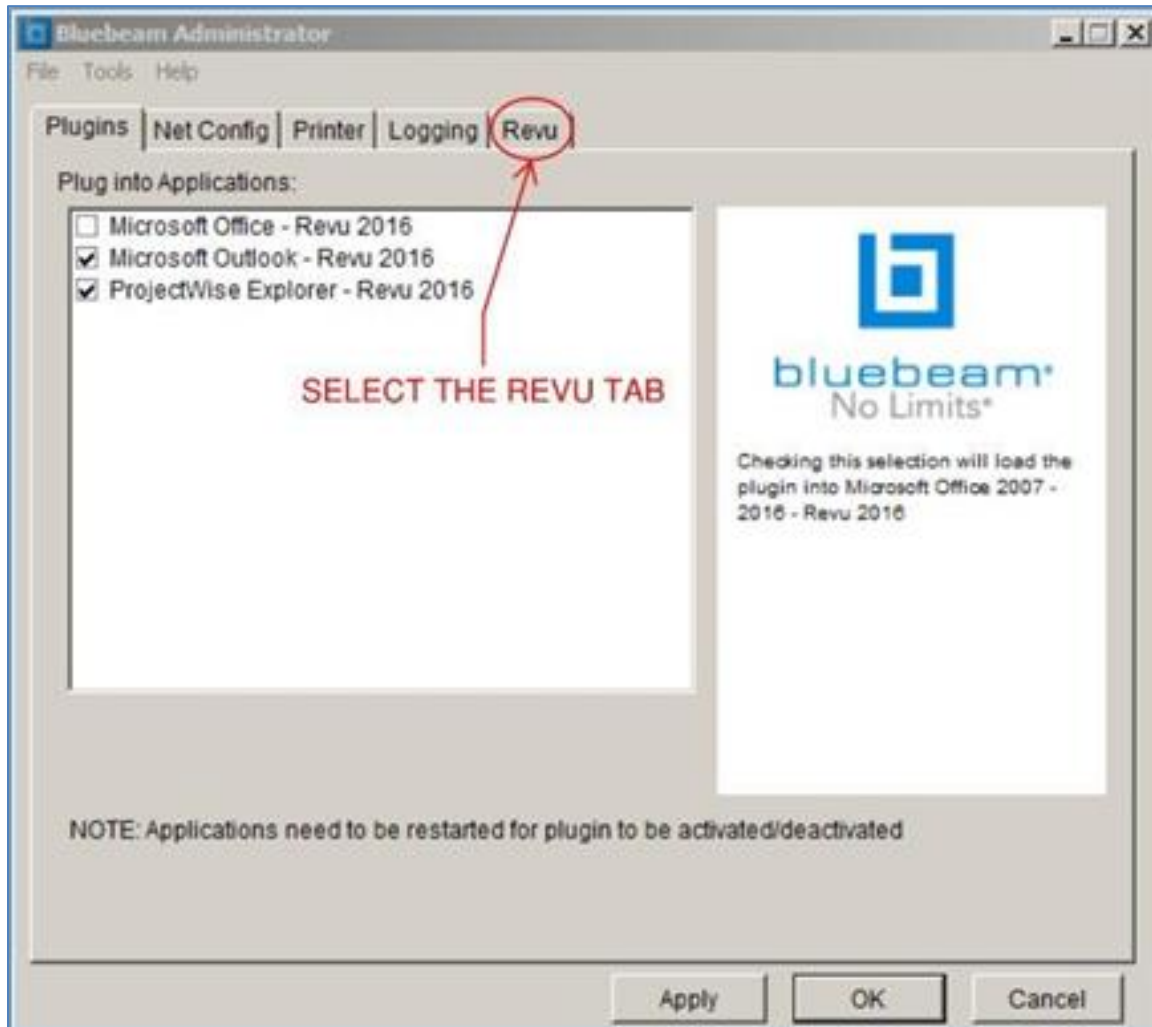 Bluebeam Administrator
File Tools Help
Plugins Net Config Printer Logging Revu
Plug into Applications:
Microsoft Office - Revu 2016
Microsoft Outlook - Revu 2016
ProjectWise Explorer - Revu 2016
SELECT THE REVU TAB
bluebeam®
No Limits®
Checking this selection will load the
plugin into Microsoft Office 2007 -
2016 - Revu 2016
NOTE: Applications need to be restarted for plugin to be activated/deactivated
Apply OK Cancel